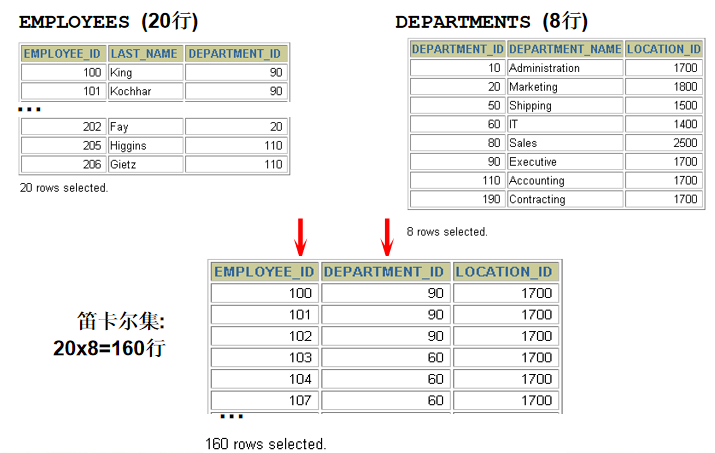 EMPLOYEES (20行)
EMPLOYEE_ID LAST_NAME DEPARTMENT_ID
100 King 90
101 Kochhar 90
...
202 Fay 20
205 Higgins 110
206 Gietz 110
20 rows selected.
DEPARTMENTS (8行)
DEPARTMENT_ID DEPARTMENT_NAME LOCATION_ID
10 Administration 1700
20 Marketing 1800
50 Shipping 1500
60 IT 1400
80 Sales 2500
90 Executive 1700
110 Accounting 1700
190 Contracting 1700
8 rows selected.
笛卡尔集:
20x8=160行
EMPLOYEE_ID DEPARTMENT_ID LOCATION_ID
100 90 1700
101 90 1700
102 90 1700
103 60 1700
104 60 1700
107 60 1700
...
160 rows selected.